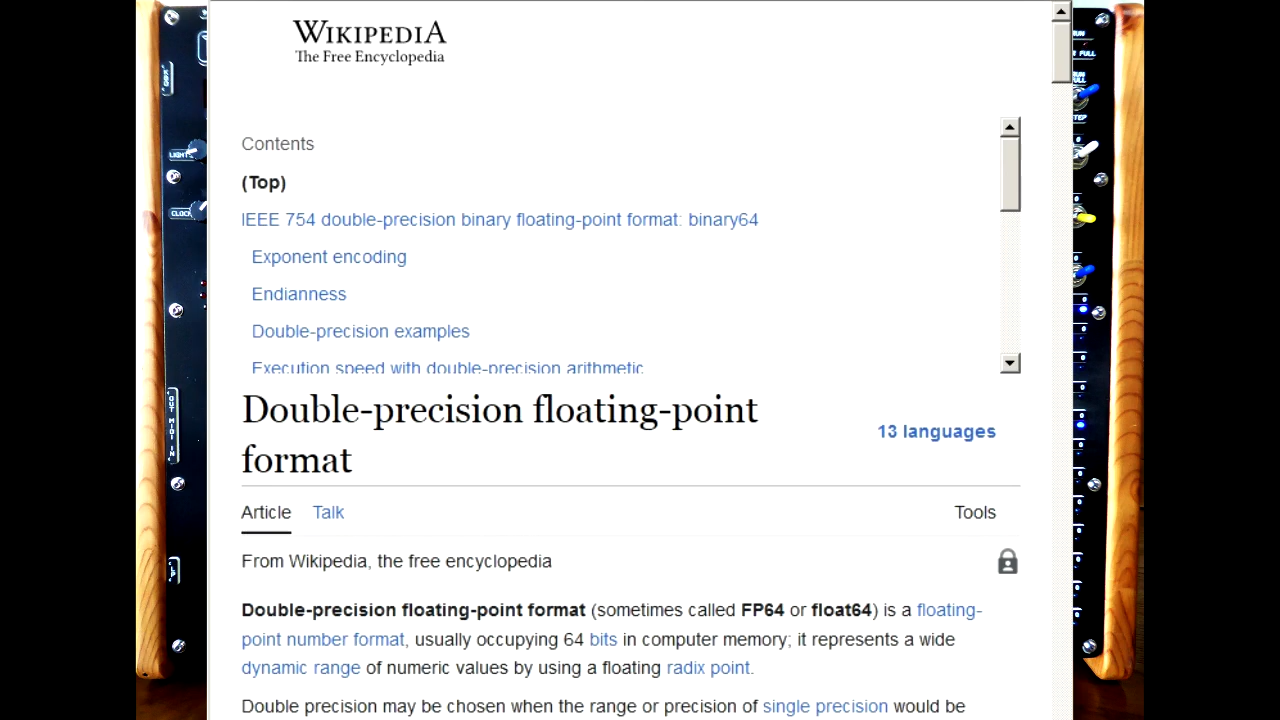 WIKIPEDIA
The Free Encyclopedia
Contents
(Top)
IEEE 754 double-precision binary floating-point format: binary64
Exponent encoding
Endianness
Double-precision examples
Execution speed with double-precision arithmetic
Double-precision floating-point
format
13 languages
Article Talk Tools
From Wikipedia, the free encyclopedia
Double-precision floating-point format (sometimes called FP64 or float64) is a floating-
point number format, usually occupying 64 bits in computer memory; it represents a wide
dynamic range of numeric values by using a floating radix point.
Double precision may be chosen when the range or precision of single precision would be
LIGHTS
CLOCK
OUT MIDI IN